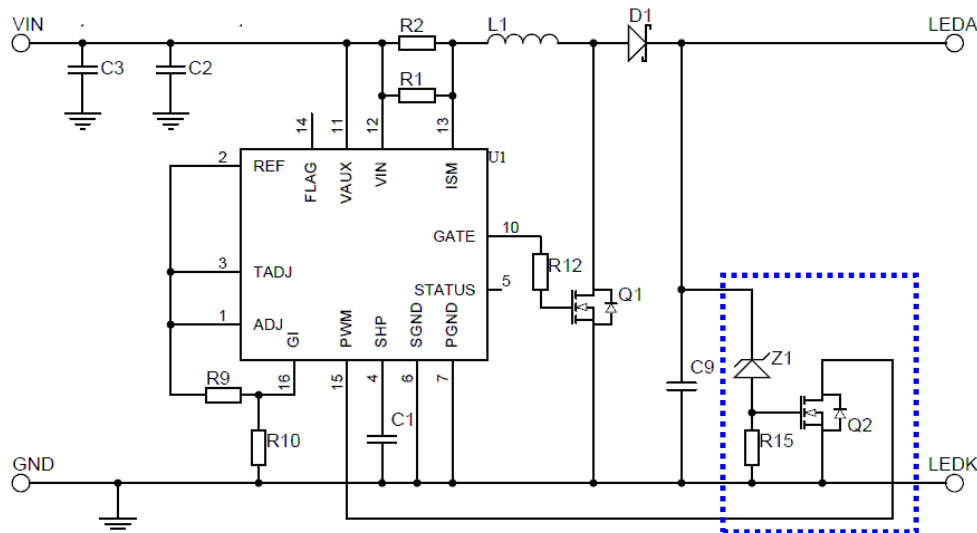 VIN
R2
L1
D1
LEDA
C3
C2
R1
14
11
12
13
U1
2
REF
FLAG
VAUX
VIN
ISM
GATE
10
R12
3
TADJ
STATUS
5
Q1
1
ADJ
GI
PWM
SHP
SGND
PGND
Z1
C9
R9
16
15
4
6
7
C1
R10
R15
Q2
GND
LEDK